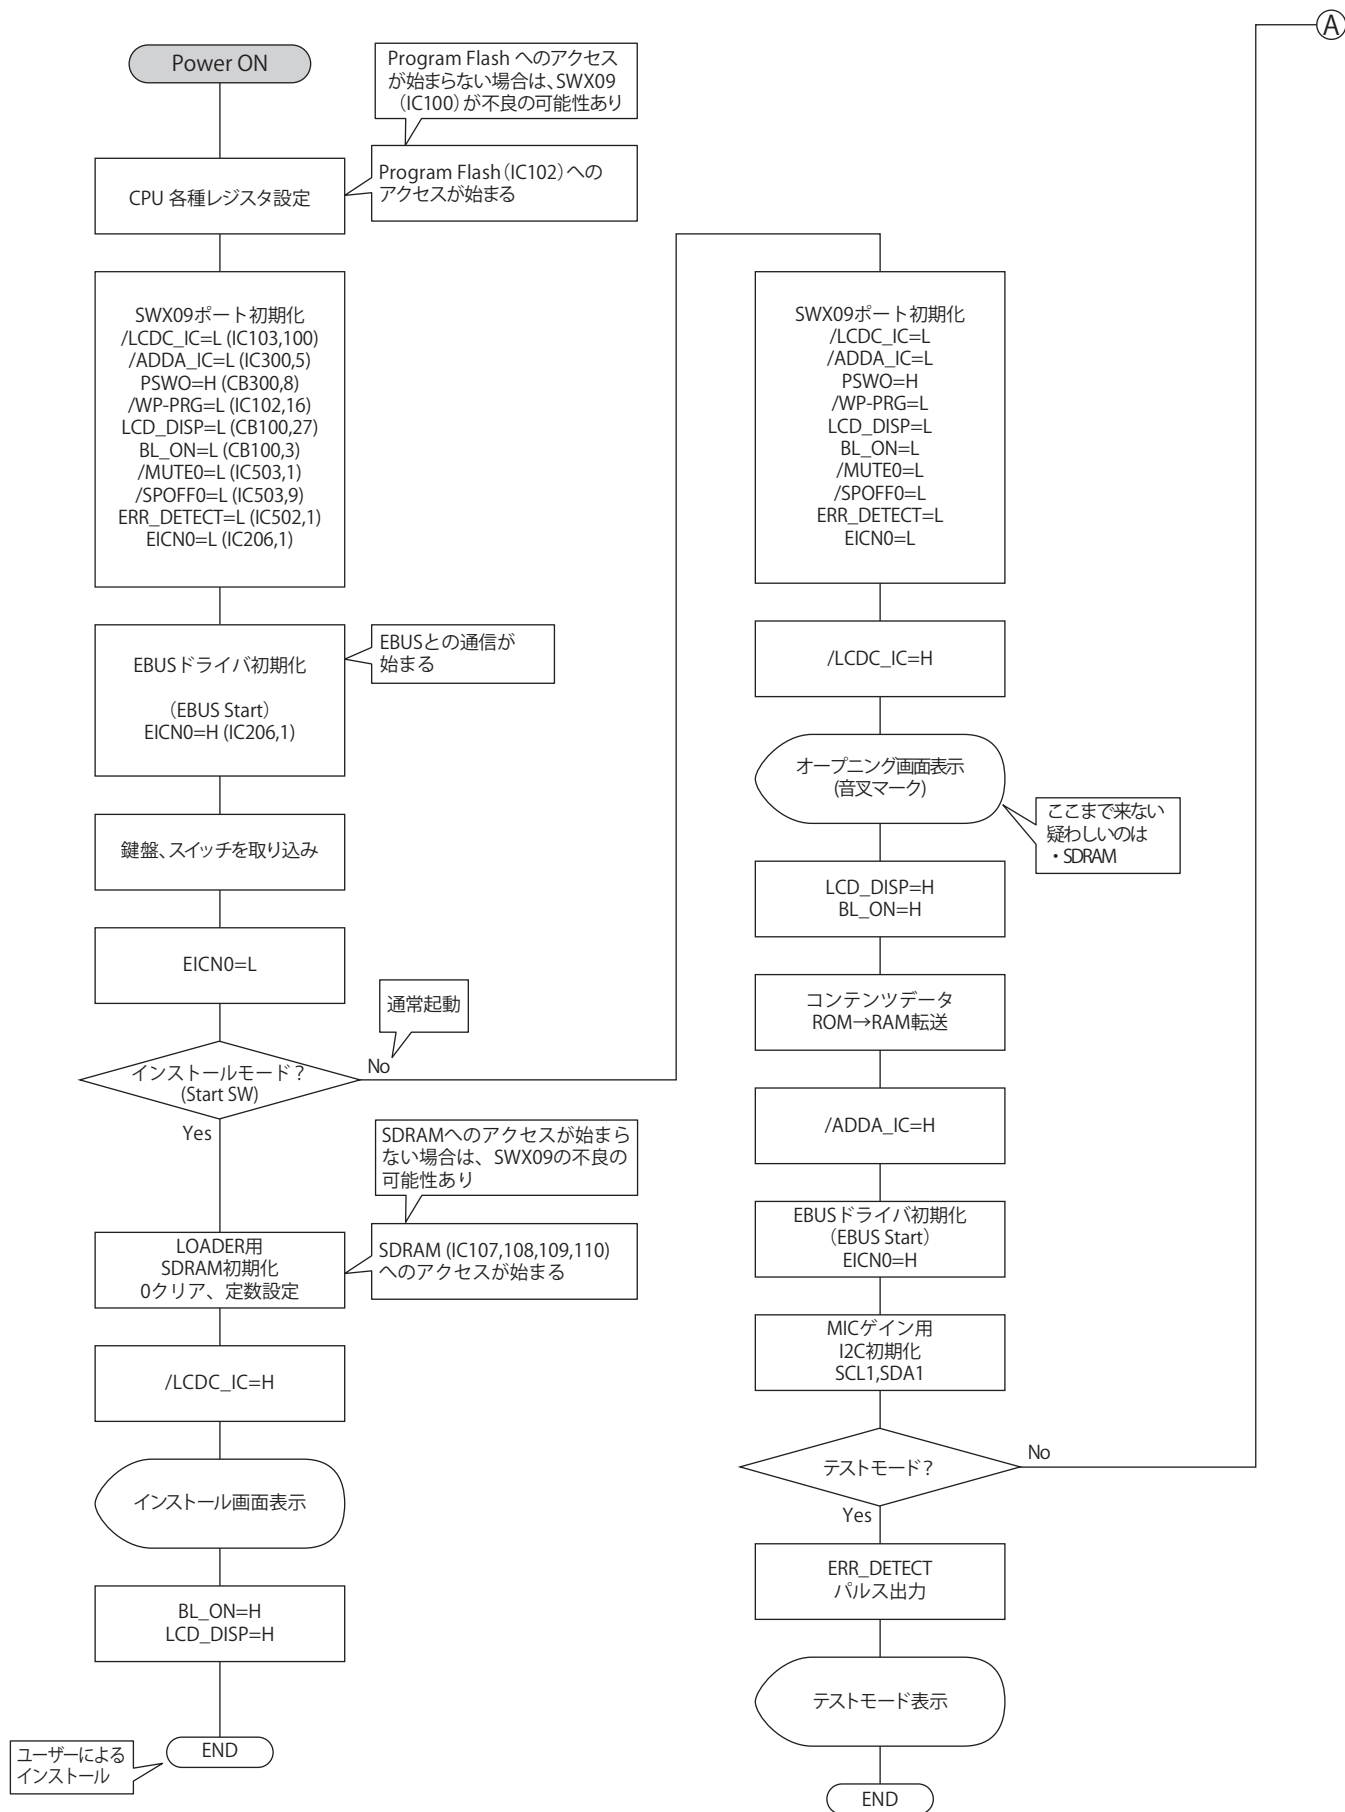 Power ON
Program Flash へのアクセス
が始まらない場合は、SWX09
（IC100）が不良の可能性あり
CPU 各種レジスタ設定
Program Flash（IC102）への
アクセスが始まる
SWX09ポート初期化
/LCDC_IC=L (IC103,100)
/ADDA_IC=L (IC300,5)
PSWO=H (CB300,8)
/WP-PRG=L (IC102,16)
LCD_DISP=L (CB100,27)
BL_ON=L (CB100,3)
/MUTE0=L (IC503,1)
/SPOFF0=L (IC503,9)
ERR_DETECT=L (IC502,1)
EICN0=L (IC206,1)
EBUSドライバ初期化
（EBUS Start）
EICN0=H (IC206,1)
EBUSとの通信が
始まる
鍵盤、スイッチを取り込み
EICN0=L
通常起動
インストールモード？
(Start SW)
No
Yes
SDRAMへのアクセスが始まら
ない場合は、SWX09の不良の
可能性あり
LOADER用
SDRAM初期化
0クリア、定数設定
SDRAM (IC107,108,109,110)
へのアクセスが始まる
/LCDC_IC=H
インストール画面表示
BL_ON=H
LCD_DISP=H
END
ユーザーによる
インストール
SWX09ポート初期化
/LCDC_IC=L
/ADDA_IC=L
PSWO=H
/WP-PRG=L
LCD_DISP=L
BL_ON=L
/MUTE0=L
/SPOFF0=L
ERR_DETECT=L
EICN0=L
/LCDC_IC=H
オープニング画面表示
(音叉マーク)
ここまで来ない
疑わしいのは
・SDRAM
LCD_DISP=H
BL_ON=H
コンテンツデータ
ROM→RAM転送
/ADDA_IC=H
EBUSドライバ初期化
（EBUS Start）
EICN0=H
MICゲイン用
I2C初期化
SCL1,SDA1
テストモード？
No
Yes
ERR_DETECT
パルス出力
テストモード表示
END
A